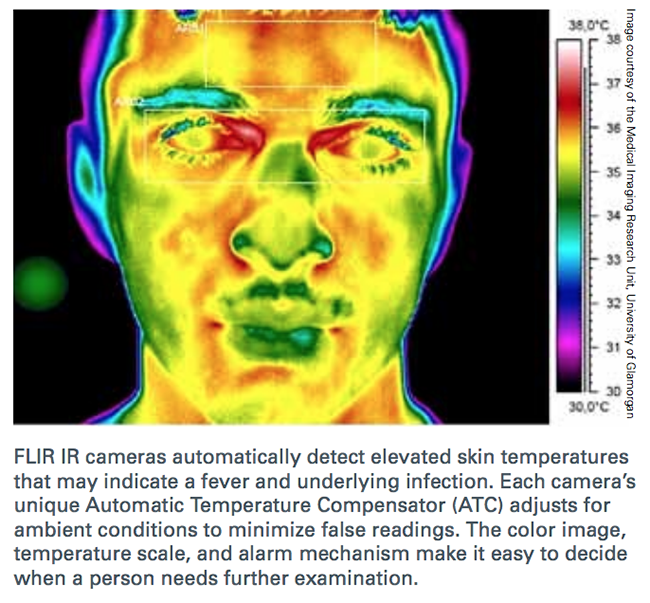 Area1
Area2
38,0°C
38
37
36
35
34
33
32
31
30
30,0°C
Image courtesy of the Medical Imaging Research Unit, University of Glamorgan
FLIR IR cameras automatically detect elevated skin temperatures
that may indicate a fever and underlying infection. Each camera's
unique Automatic Temperature Compensator (ATC) adjusts for
ambient conditions to minimize false readings. The color image,
temperature scale, and alarm mechanism make it easy to decide
when a person needs further examination.